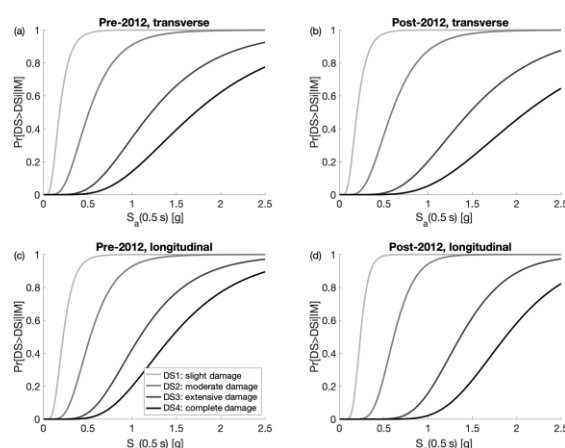 Pre-2012, transverse
(a)
1
0.8
0.6
0.4
0.2
0
Pr[DS>DSi|IM]
0 0.5 1 1.5 2 2.5
S_a(0.5 s) [g]
Post-2012, transverse
(b)
1
0.8
0.6
0.4
0.2
0
Pr[DS>DSi|IM]
0 0.5 1 1.5 2 2.5
S_a(0.5 s) [g]
Pre-2012, longitudinal
(c)
1
0.8
0.6
0.4
0.2
0
Pr[DS>DSi|IM]
DS1: slight damage
DS2: moderate damage
DS3: extensive damage
DS4: complete damage
0 0.5 1 1.5 2 2.5
S_a(0.5 s) [g]
Post-2012, longitudinal
(d)
1
0.8
0.6
0.4
0.2
0
Pr[DS>DSi|IM]
0 0.5 1 1.5 2 2.5
S_a(0.5 s) [g]